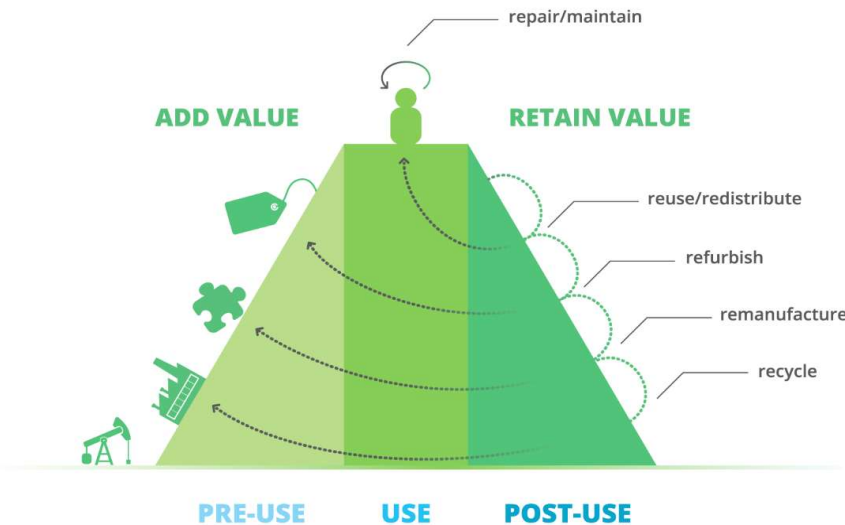 repair/maintain
ADD VALUE
RETAIN VALUE
reuse/redistribute
refurbish
remanufacture
recycle
PRE-USE
USE
POST-USE